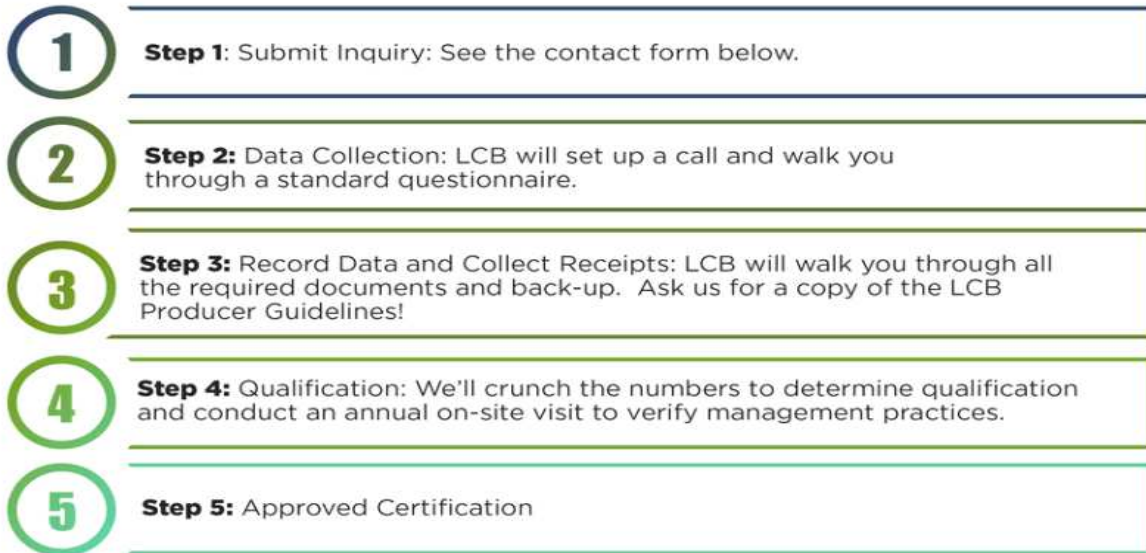 1
Step 1: Submit Inquiry: See the contact form below.
2
Step 2: Data Collection: LCB will set up a call and walk you
through a standard questionnaire.
3
Step 3: Record Data and Collect Receipts: LCB will walk you through all
the required documents and back-up. Ask us for a copy of the LCB
Producer Guidelines!
4
Step 4: Qualification: We'll crunch the numbers to determine qualification
and conduct an annual on-site visit to verify management practices.
5
Step 5: Approved Certification